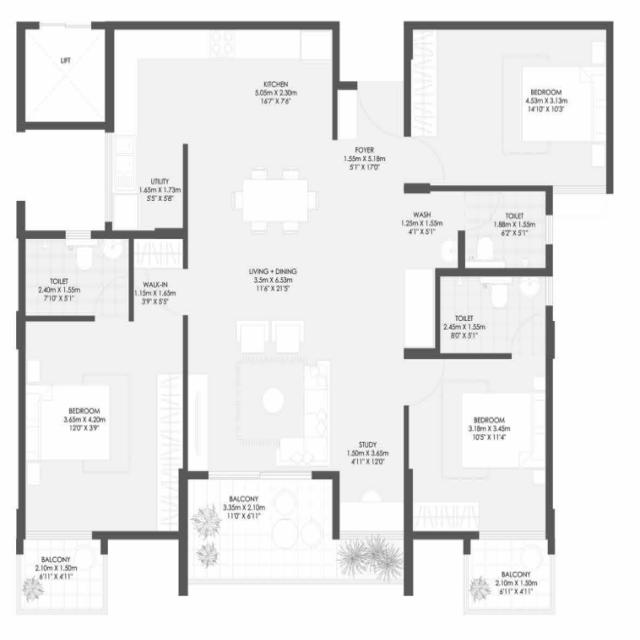 LIFT
KITCHEN
5.05m X 2.30m
16'7" X 7'6"
BEDROOM
4.53m X 3.13m
14'10" X 10'3"
FOYER
1.55m X 5.18m
5'1" X 17'0"
UTILITY
1.65m X 1.73m
5'5" X 5'8"
WASH
1.25m X 1.55m
4'1" X 5'1"
TOILET
1.88m X 1.55m
6'2" X 5'1"
TOILET
2.40m X 1.55m
7'10" X 5'1"
WALK-IN
1.15m X 1.65m
3'9" X 5'5"
LIVING + DINING
3.5m X 6.53m
11'6" X 21'5"
TOILET
2.45m X 1.55m
8'0" X 5'1"
BEDROOM
3.65m X 4.20m
12'0" X 3'9"
BEDROOM
3.18m X 3.45m
10'5" X 11'4"
STUDY
1.50m X 3.65m
4'11" X 12'0"
BALCONY
3.35m X 2.10m
11'0" X 6'11"
BALCONY
2.10m X 1.50m
6'11" X 4'11"
BALCONY
2.10m X 1.50m
6'11" X 4'11"